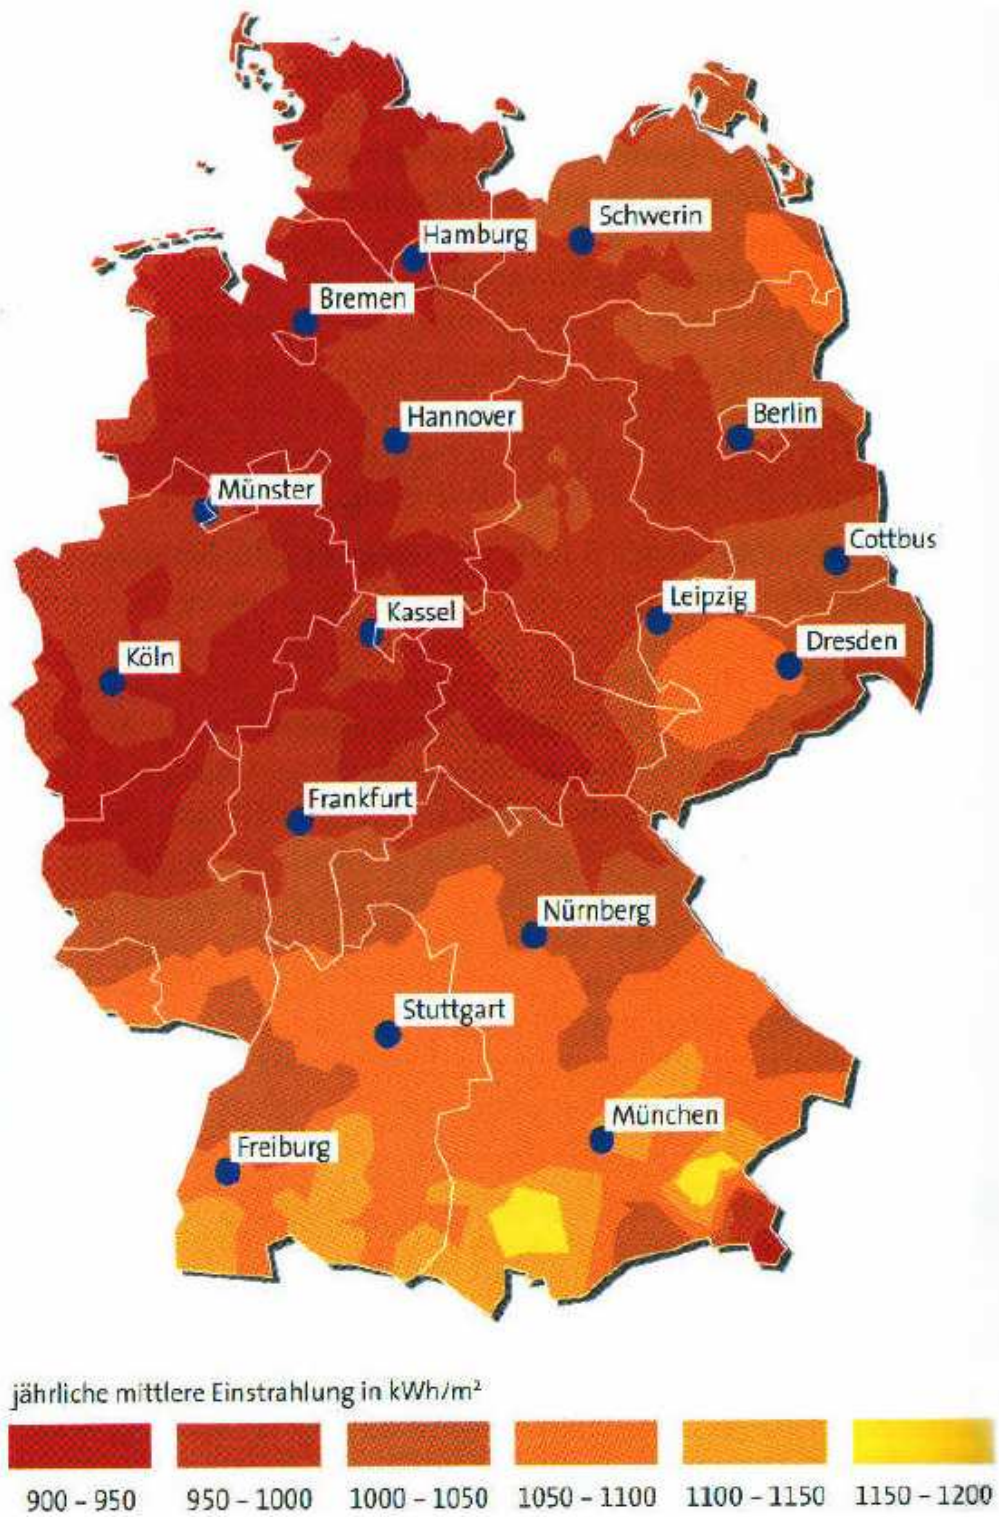 Schwerin
Hamburg
Bremen
Hannover
Berlin
Münster
Cottbus
Leipzig
Kassel
Dresden
Köln
Frankfurt
Nürnberg
Stuttgart
München
Freiburg
jährliche mittlere Einstrahlung in kWh/m²
900 – 950 950 – 1000 1000 – 1050 1050 – 1100 1100 – 1150 1150 – 1200